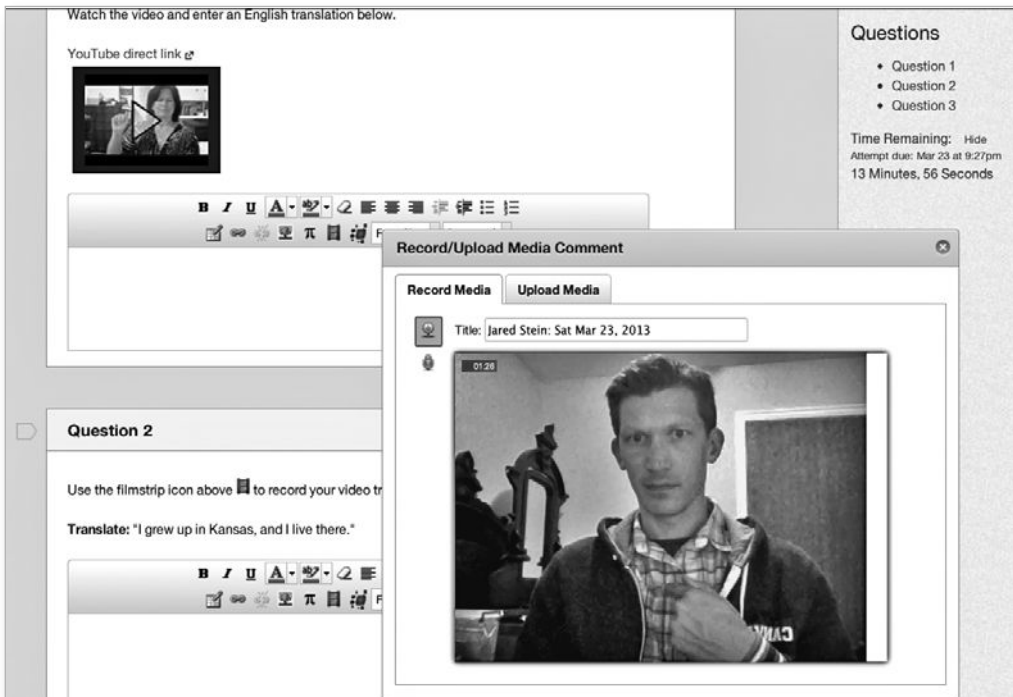 Watch the video and enter an English translation below.
YouTube direct link
B I U A
π
Question 2
Use the filmstrip icon above to record your video tr
Translate: "I grew up in Kansas, and I live there."
B I U A
π
Record/Upload Media Comment
Record Media Upload Media
Title: Jared Stein: Sat Mar 23, 2013
01:26
Questions
• Question 1
• Question 2
• Question 3
Time Remaining: Hide
Attempt due: Mar 23 at 9:27pm
13 Minutes, 56 Seconds